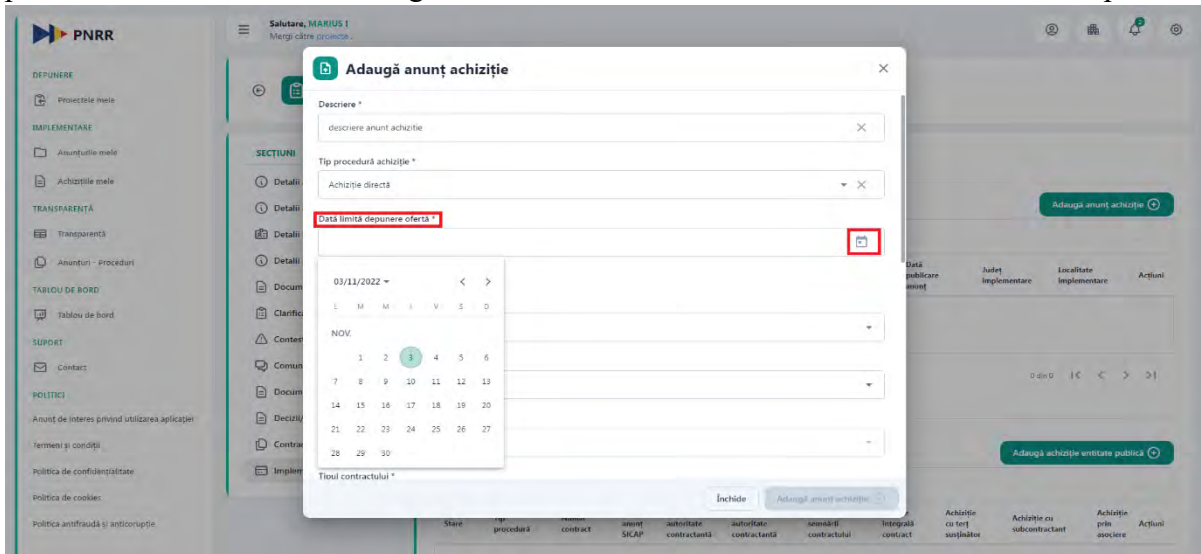 PNRR
Salutare, MARIUS I
Mergi către proiecte.
DEPUNERE
Proiectele mele
IMPLEMENTARE
Anunturile mele
Achizițiile mele
TRANSPARENȚĂ
Transparență
Anunțuri - Proceduri
TABLOU DE BORD
Tablou de bord
SUPORT
Contact
POLITICI
Anunț de interes privind utilizarea aplicației
Termeni și condiții
Politica de confidențialitate
Politica de cookies
Politica antifraudă și anticorupție
SECȚIUNI
Detalii
Detalii
Detalii
Detalii
Docum
Clarific
Contes
Comun
Docum
Decizii/
Contra
Implem
Adaugă anunț achiziție
Descriere *
descriere anunt achizitie
Tip procedură achiziție *
Achiziție directă
Dată limită depunere ofertă *
03/11/2022
L M M J V S D
NOV.
1 2 3 4 5 6
7 8 9 10 11 12 13
14 15 16 17 18 19 20
21 22 23 24 25 26 27
28 29 30
Tipul contractului *
Închide
Adaugă anunț achiziție
Adaugă anunț achiziție
Dată publicare anunț
Județ implementare
Localitate implementare
Acțiuni
0 din 0
Adaugă achiziție entitate publică
Stare
procedură
contract
anunț SICAP
autoritate contractantă
autoritate contractantă
semnării contractului
integrală contract
Achiziție cu terț susținător
Achiziție cu subcontractant
Achiziție prin asociere
Acțiuni